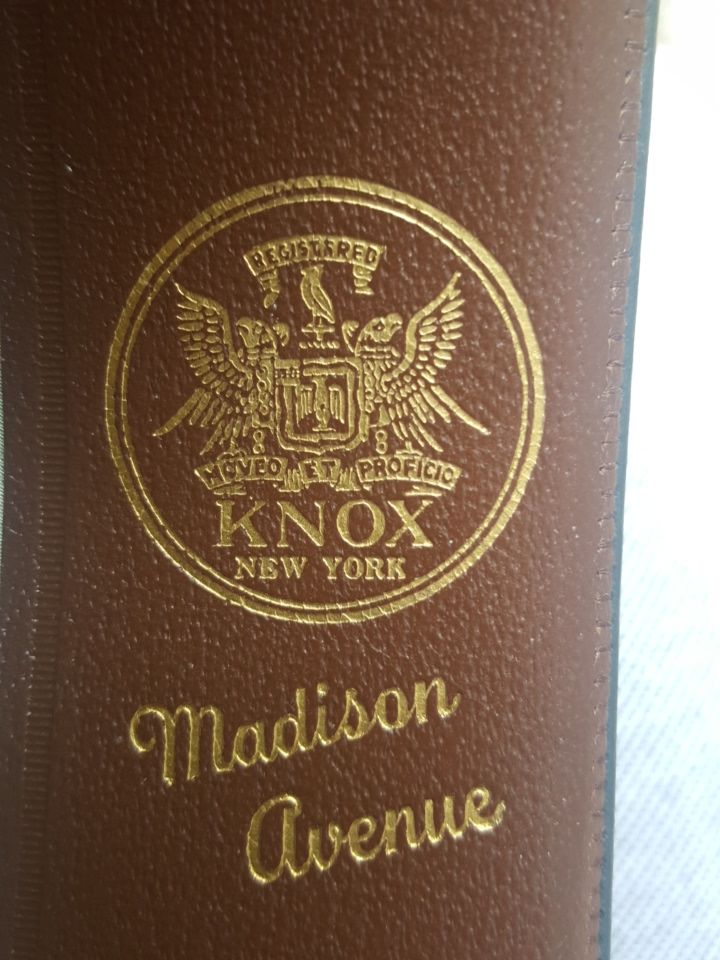 REGISTERED
MOVEO ET PROFICIO
KNOX
NEW YORK
Madison
Avenue